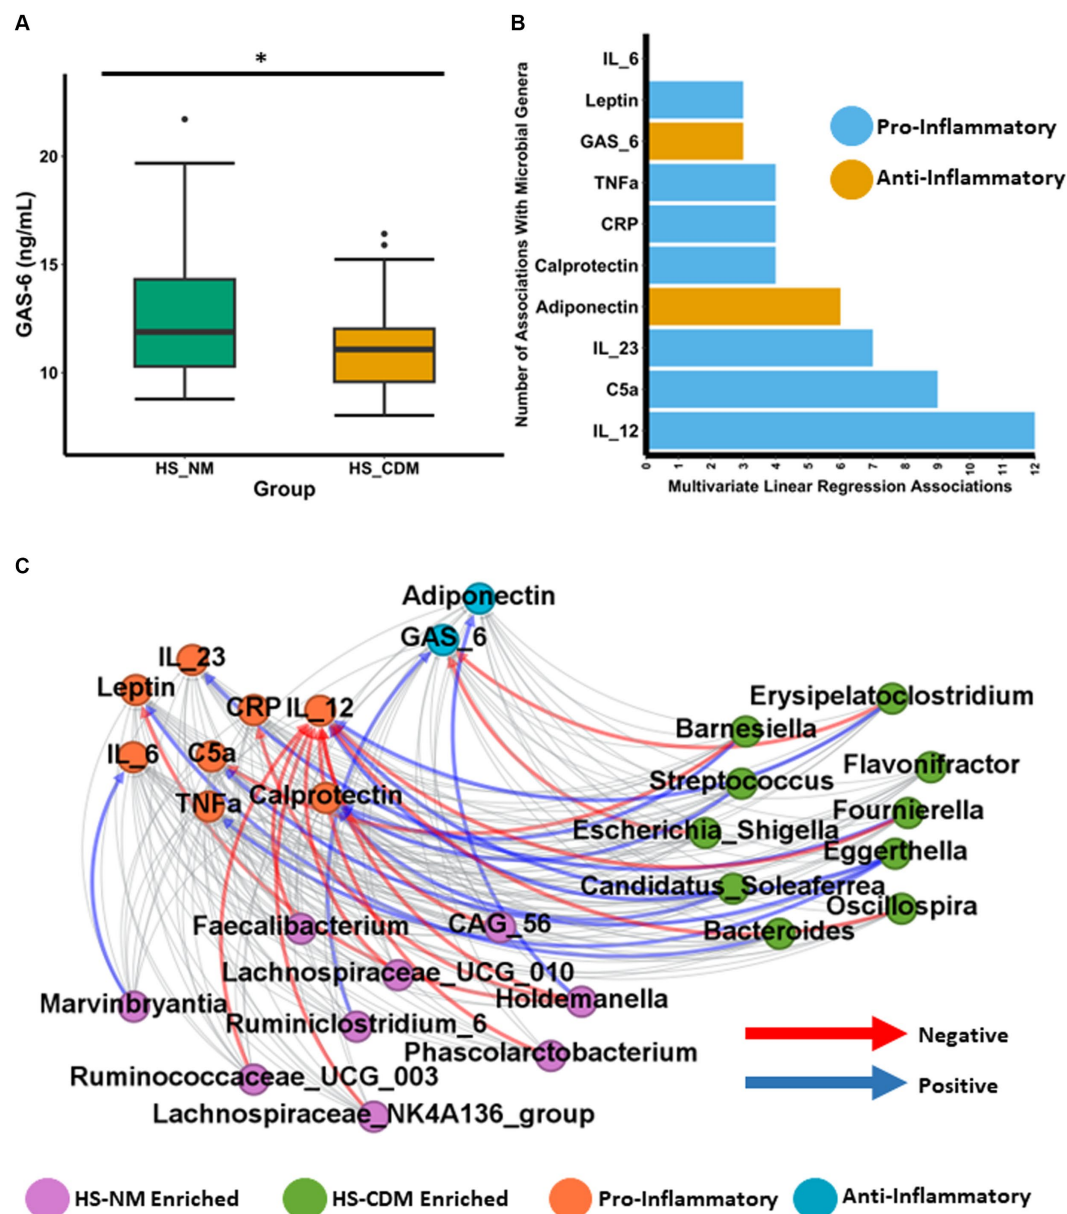 A
*
GAS-6 (ng/mL)
20
15
10
HS_NM HS_CDM
Group
B
Number of Associations With Microbial Genera
IL_6
Leptin
GAS_6
TNFa
CRP
Calprotectin
Adiponectin
IL_23
C5a
IL_12
0 1 2 3 4 5 6 7 8 9 10 11 12
Multivariate Linear Regression Associations
Pro-Inflammatory
Anti-Inflammatory
C
Adiponectin
GAS_6
IL_23
Leptin
CRP IL_12
IL_6 C5a
TNFa Calprotectin
Erysipelatoclostridium
Barnesiella
Flavonifractor
Streptococcus
Fournierella
Escherichia_Shigella
Eggerthella
Candidatus_Soleaferrea
Oscillospira
Bacteroides
Faecalibacterium CAG_56
Lachnospiraceae_UCG_010
Marvinbryantia Holdemanella
Ruminiclostridium_6
Phascolarctobacterium
Ruminococcaceae_UCG_003
Lachnospiraceae_NK4A136_group
Negative
Positive
HS-NM Enriched HS-CDM Enriched Pro-Inflammatory Anti-Inflammatory